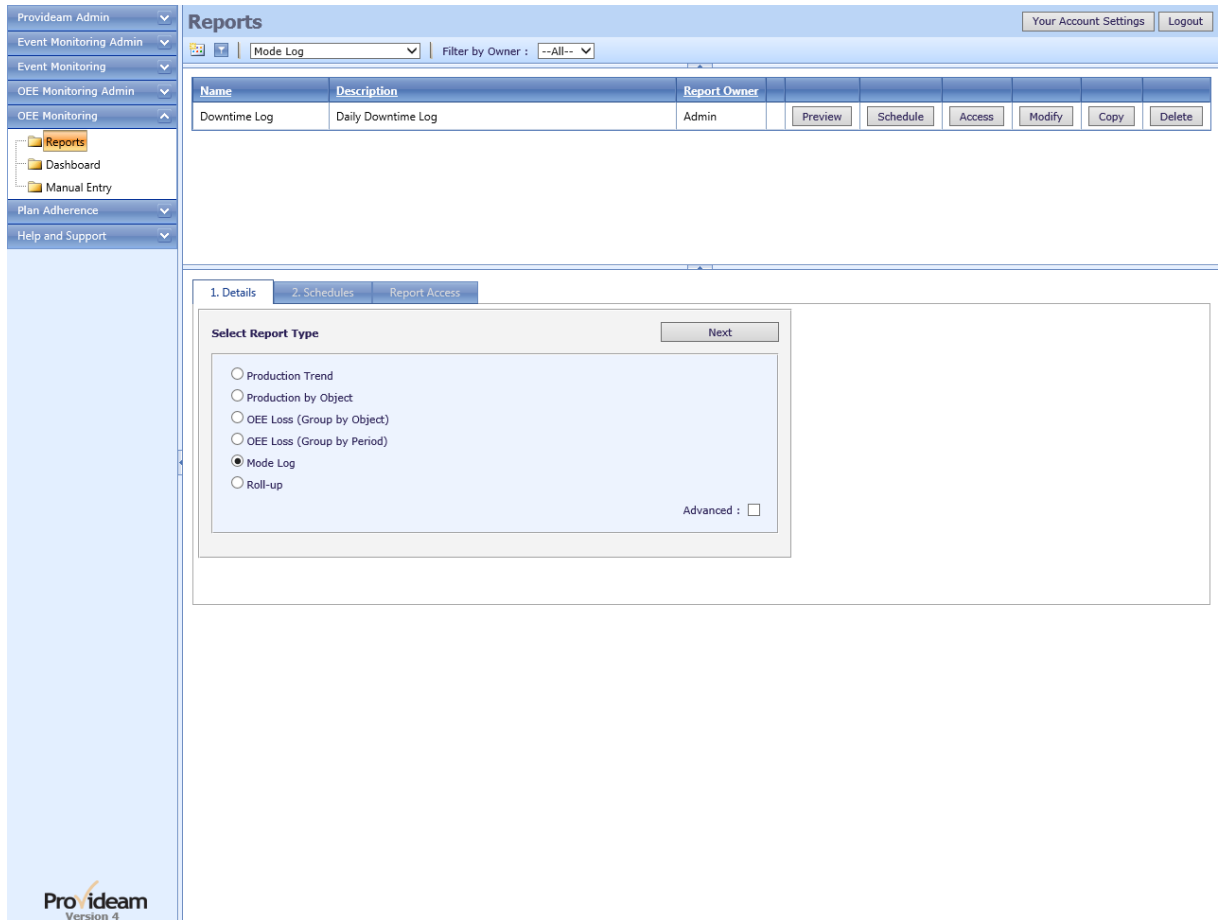 Provideam Admin
Event Monitoring Admin
Event Monitoring
OEE Monitoring Admin
OEE Monitoring
Reports
Dashboard
Manual Entry
Plan Adherence
Help and Support
Provideam
Version 4
Reports
Your Account Settings Logout
Mode Log Filter by Owner : --All--
Name Description Report Owner
Downtime Log Daily Downtime Log Admin Preview Schedule Access Modify Copy Delete
1. Details 2. Schedules Report Access
Select Report Type Next
Production Trend
Production by Object
OEE Loss (Group by Object)
OEE Loss (Group by Period)
Mode Log
Roll-up
Advanced :